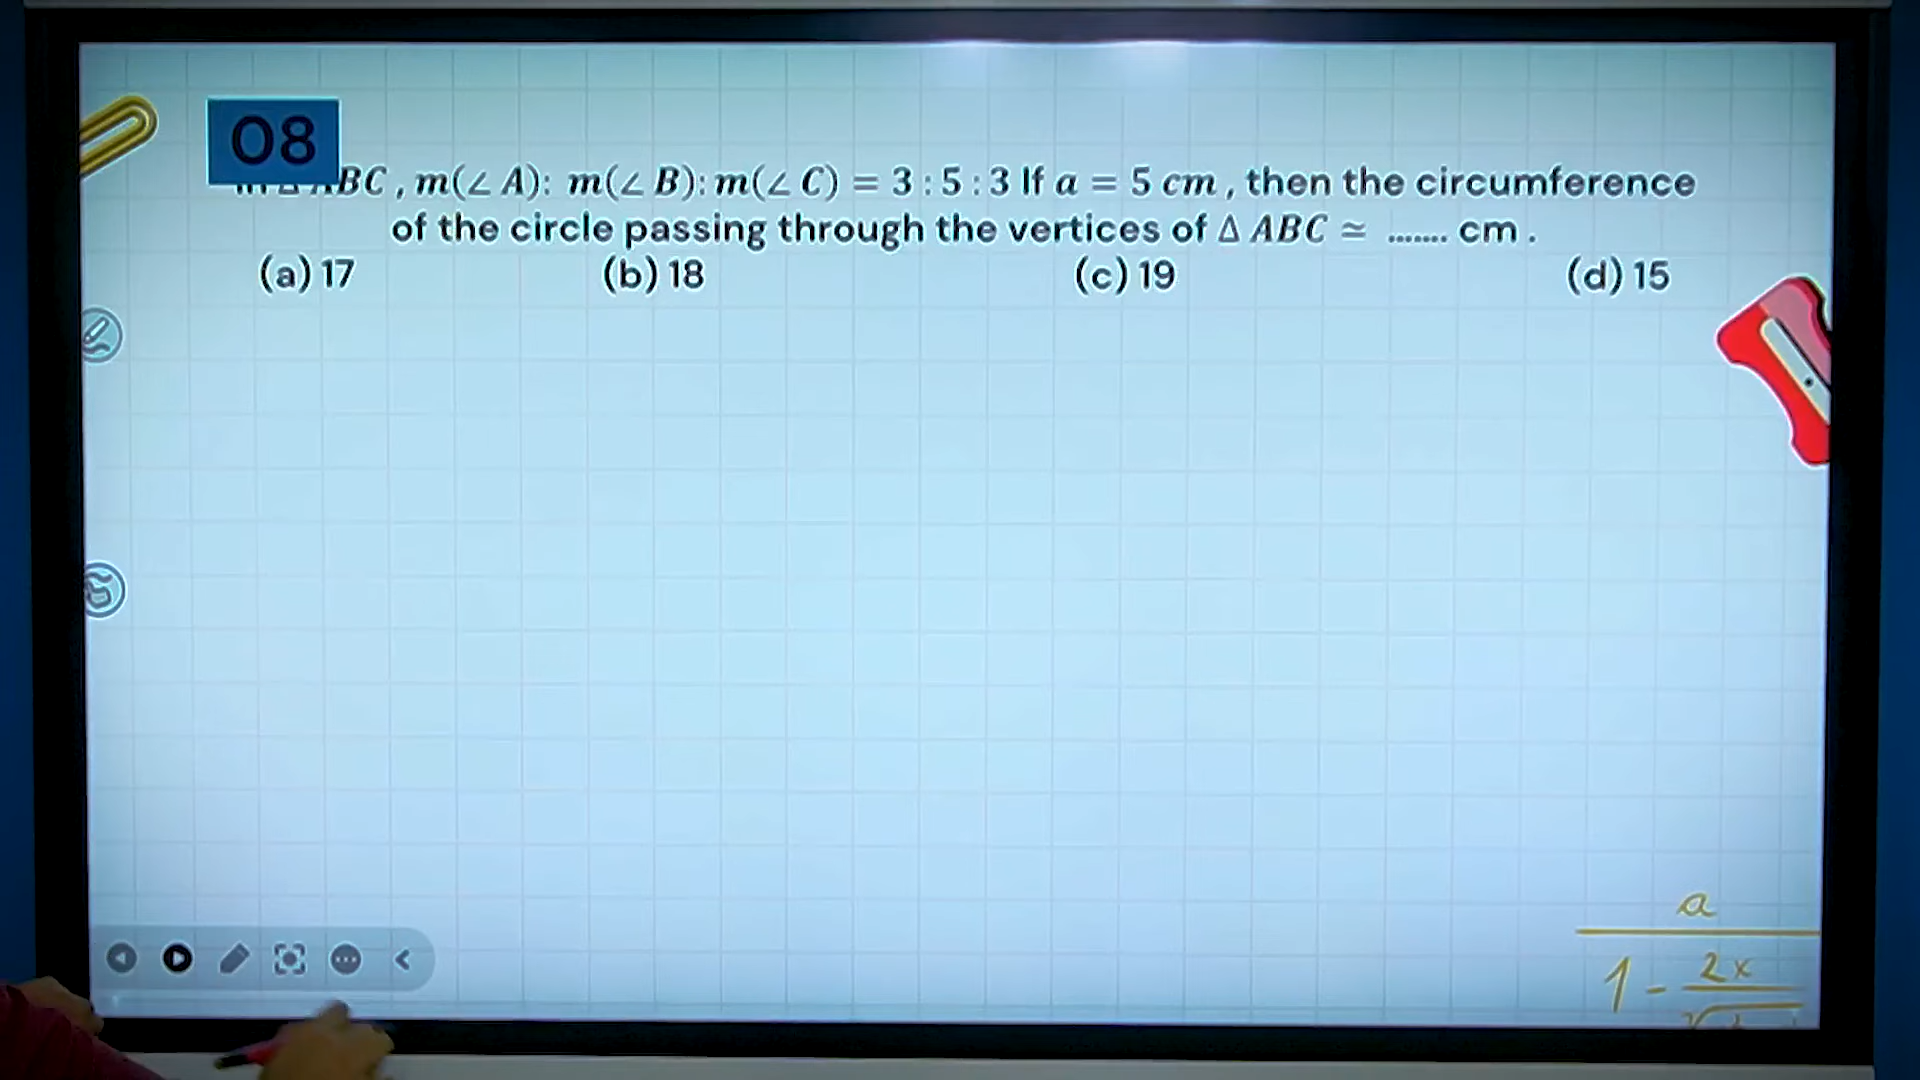 08
BC , m(∠ A): m(∠ B): m(∠ C) = 3 : 5 : 3 If a = 5 cm , then the circumference
of the circle passing through the vertices of Δ ABC ≃ ....... cm .
(a) 17 (b) 18 (c) 19 (d) 15
a
1 - 2x